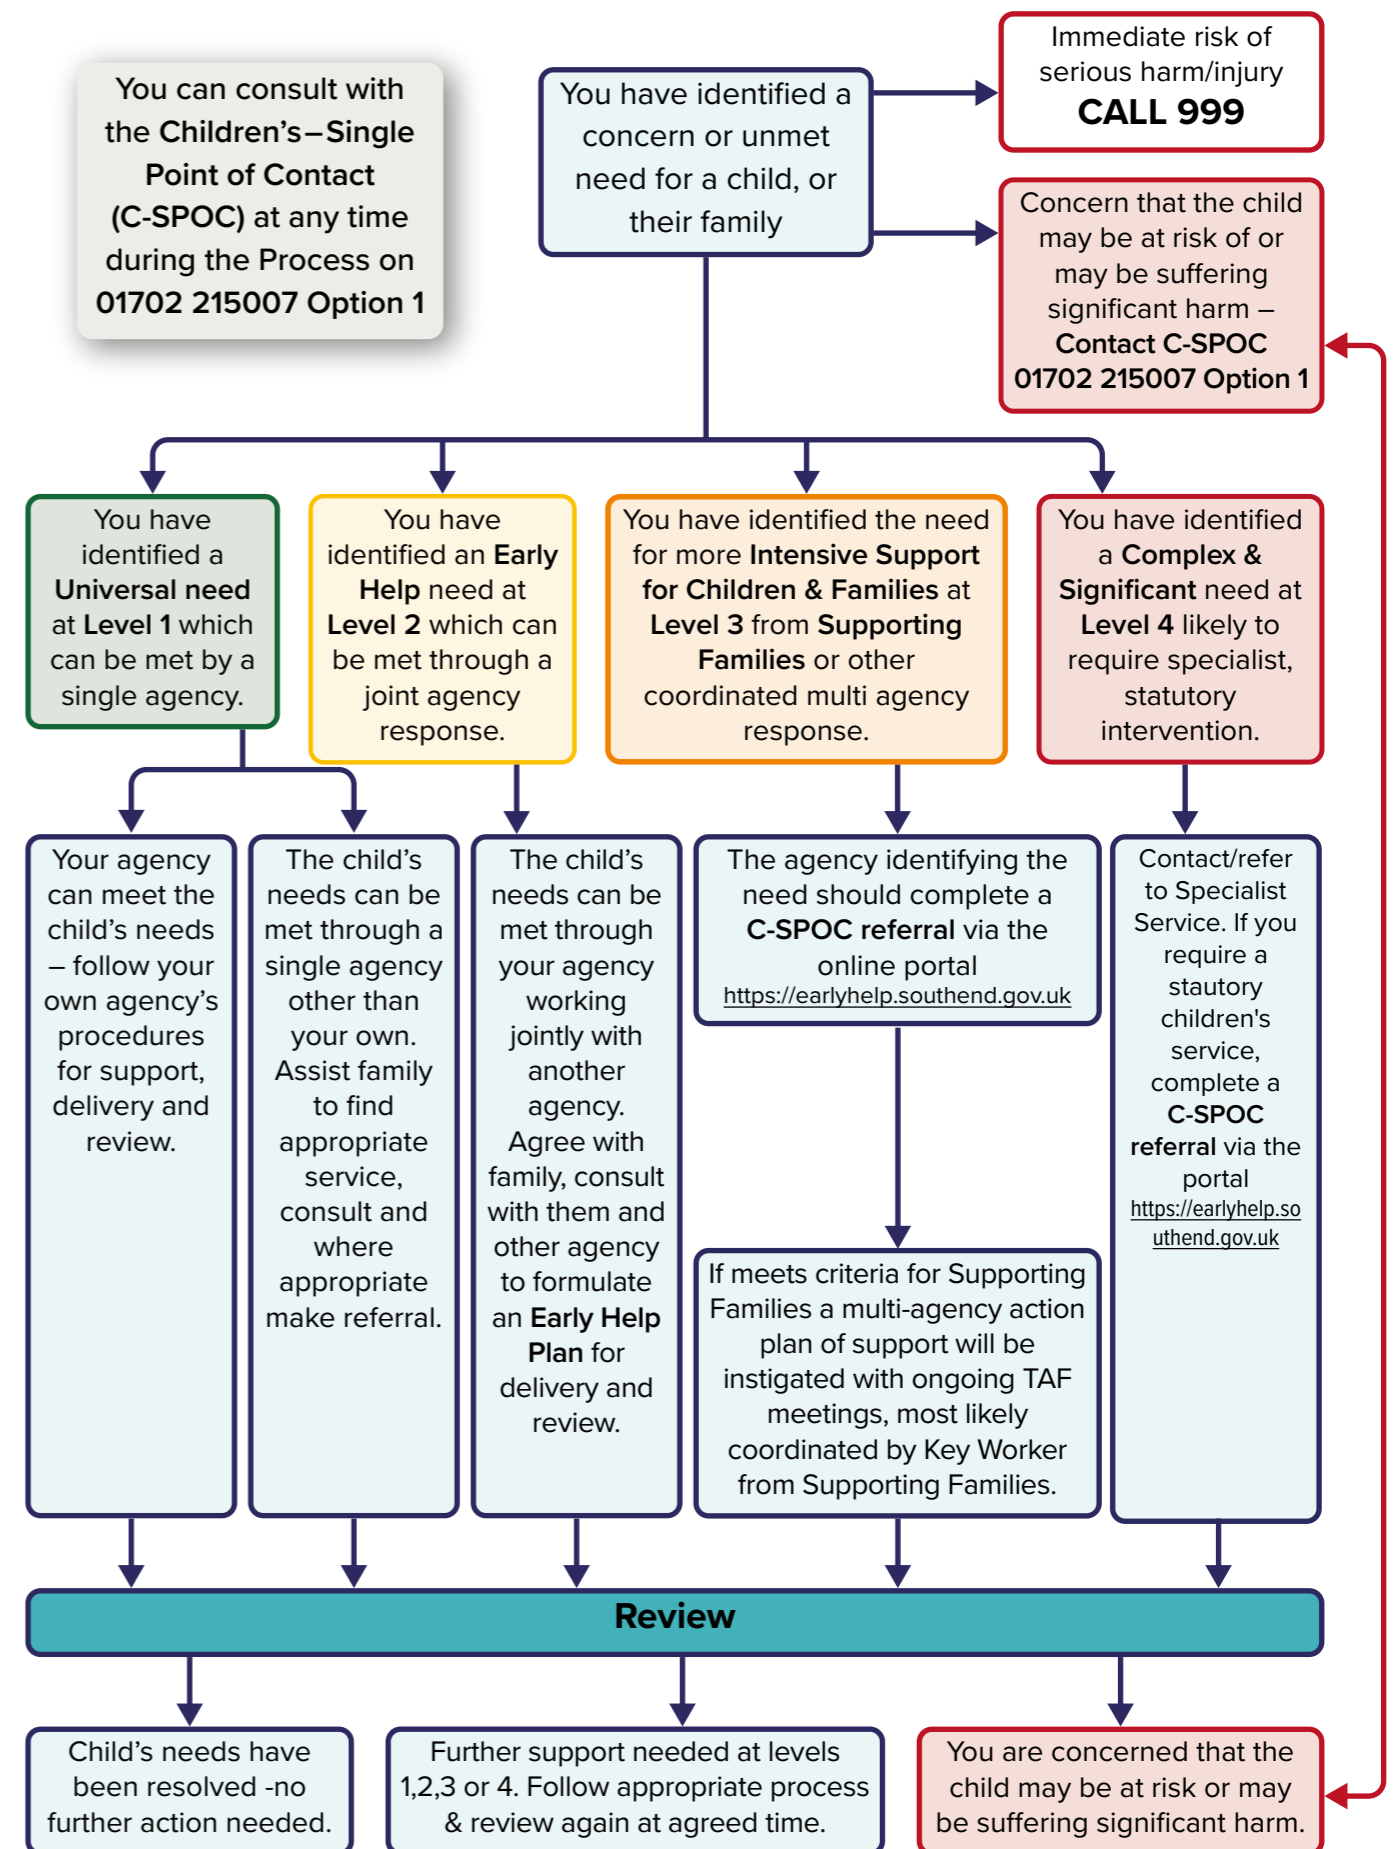 You can consult with
the Children's – Single
Point of Contact
(C-SPOC) at any time
during the Process on
01702 215007 Option 1
You have identified a
concern or unmet
need for a child, or
their family
Immediate risk of
serious harm/injury
CALL 999
Concern that the child
may be at risk of or
may be suffering
significant harm –
Contact C-SPOC
01702 215007 Option 1
You have
identified a
Universal need
at Level 1 which
can be met by a
single agency.
You have
identified an Early
Help need at
Level 2 which can
be met through a
joint agency
response.
You have identified the need
for more Intensive Support
for Children & Families at
Level 3 from Supporting
Families or other
coordinated multi agency
response.
You have identified
a Complex &
Significant need at
Level 4 likely to
require specialist,
statutory
intervention.
Your agency
can meet the
child's needs
– follow your
own agency's
procedures
for support,
delivery and
review.
The child's
needs can be
met through a
single agency
other than
your own.
Assist family
to find
appropriate
service,
consult and
where
appropriate
make referral.
The child's
needs can be
met through
your agency
working
jointly with
another
agency.
Agree with
family, consult
with them and
other agency
to formulate
an Early Help
Plan for
delivery and
review.
The agency identifying the
need should complete a
C-SPOC referral via the
online portal
https://earlyhelp.southend.gov.uk
If meets criteria for Supporting
Families a multi-agency action
plan of support will be
instigated with ongoing TAF
meetings, most likely
coordinated by Key Worker
from Supporting Families.
Contact/refer
to Specialist
Service. If you
require a
stautory
children's
service,
complete a
C-SPOC
referral via the
portal
https://earlyhelp.so
uthend.gov.uk
Review
Child's needs have
been resolved -no
further action needed.
Further support needed at levels
1,2,3 or 4. Follow appropriate process
& review again at agreed time.
You are concerned that the
child may be at risk or may
be suffering significant harm.